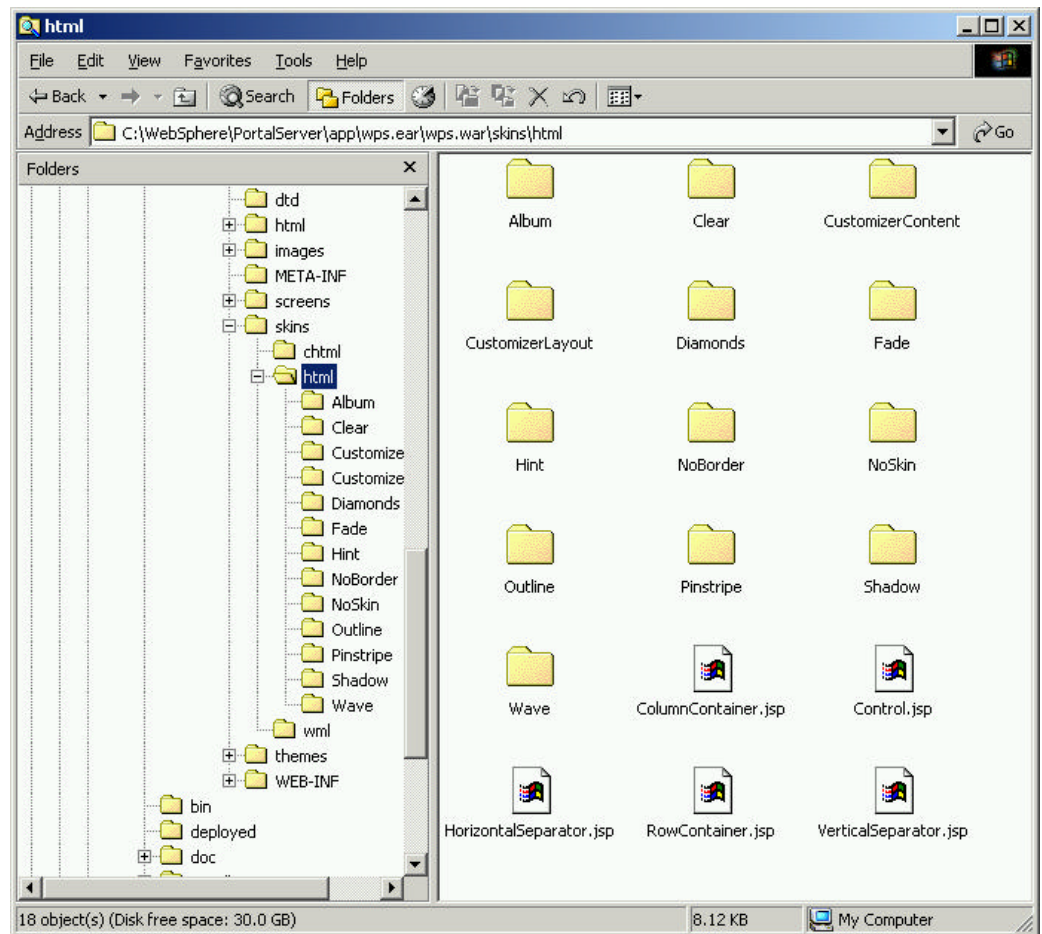 html
File Edit View Favorites Tools Help
Back Search Folders
Address C:\WebSphere\PortalServer\app\wps.ear\wps.war\skins\html Go
Folders
dtd
html
images
META-INF
screens
skins
chtml
html
Album
Clear
Customize
Customize
Diamonds
Fade
Hint
NoBorder
NoSkin
Outline
Pinstripe
Shadow
Wave
wml
themes
WEB-INF
bin
deployed
doc
Album Clear CustomizerContent
CustomizerLayout Diamonds Fade
Hint NoBorder NoSkin
Outline Pinstripe Shadow
Wave ColumnContainer.jsp Control.jsp
HorizontalSeparator.jsp RowContainer.jsp VerticalSeparator.jsp
18 object(s) (Disk free space: 30.0 GB) 8.12 KB My Computer